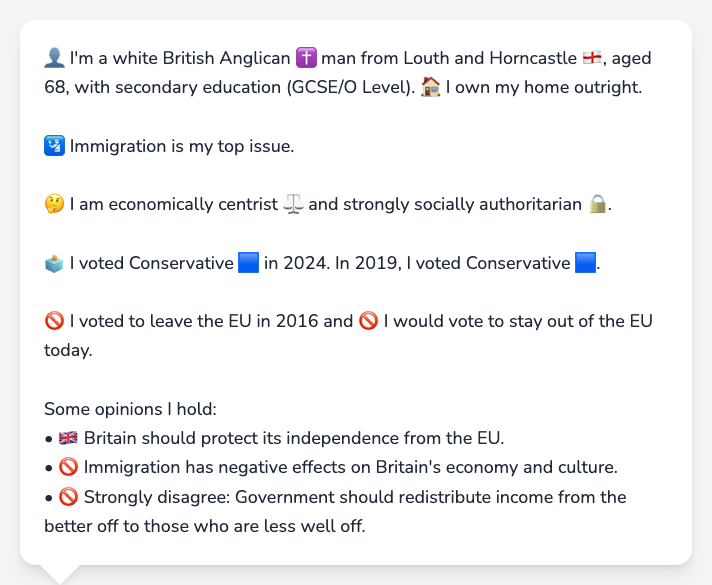 👤 I'm a white British Anglican ✝️ man from Louth and Horncastle 🏴󠁧󠁢󠁥󠁮󠁧󠁿, aged
68, with secondary education (GCSE/O Level). 🏠 I own my home outright.
🛂 Immigration is my top issue.
🤔 I am economically centrist ⚖️ and strongly socially authoritarian 🔒.
🗳️ I voted Conservative 🟦 in 2024. In 2019, I voted Conservative 🟦.
🚫 I voted to leave the EU in 2016 and 🚫 I would vote to stay out of the EU
today.
Some opinions I hold:
• 🇬🇧 Britain should protect its independence from the EU.
• 🚫 Immigration has negative effects on Britain's economy and culture.
• 🚫 Strongly disagree: Government should redistribute income from the
better off to those who are less well off.